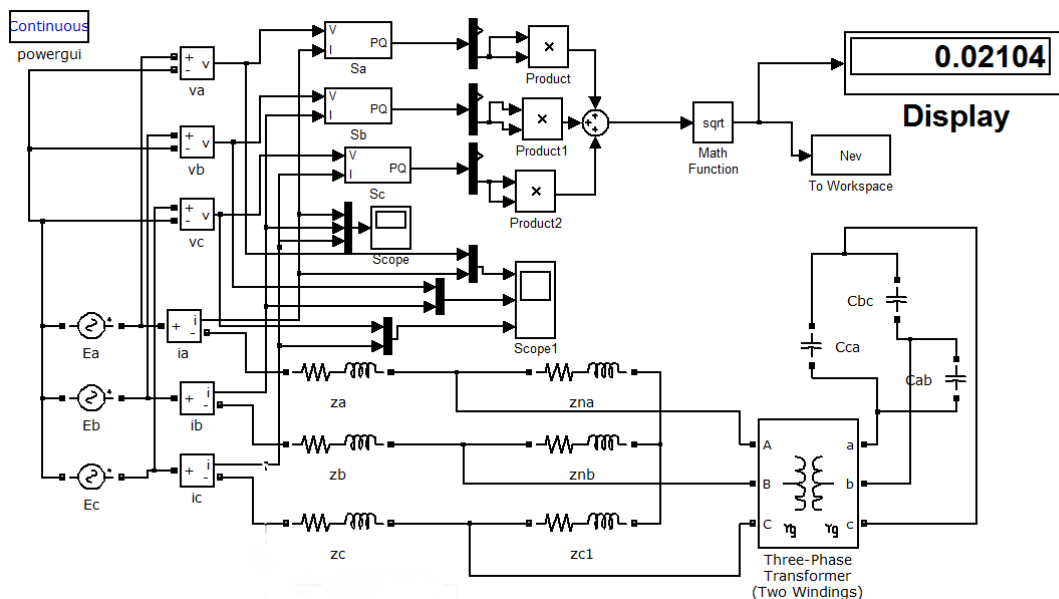 Continuous
powergui
+
-
v
va
+
-
v
vb
+
-
v
vc
V
I
PQ
Sa
V
I
PQ
Sb
V
I
PQ
Sc
×
Product
×
Product1
×
Product2
+
+
+
sqrt
Math
Function
0.02104
Display
Nev
To Workspace
Scope
Scope1
+
Ea
+
Eb
+
Ec
+
i
-
ia
+
i
-
ib
+
i
-
ic
za
zna
zb
znb
zc
zc1
Cbc
Cca
Cab
A
B
C
a
b
c
Yg
Yg
Three-Phase
Transformer
(Two Windings)